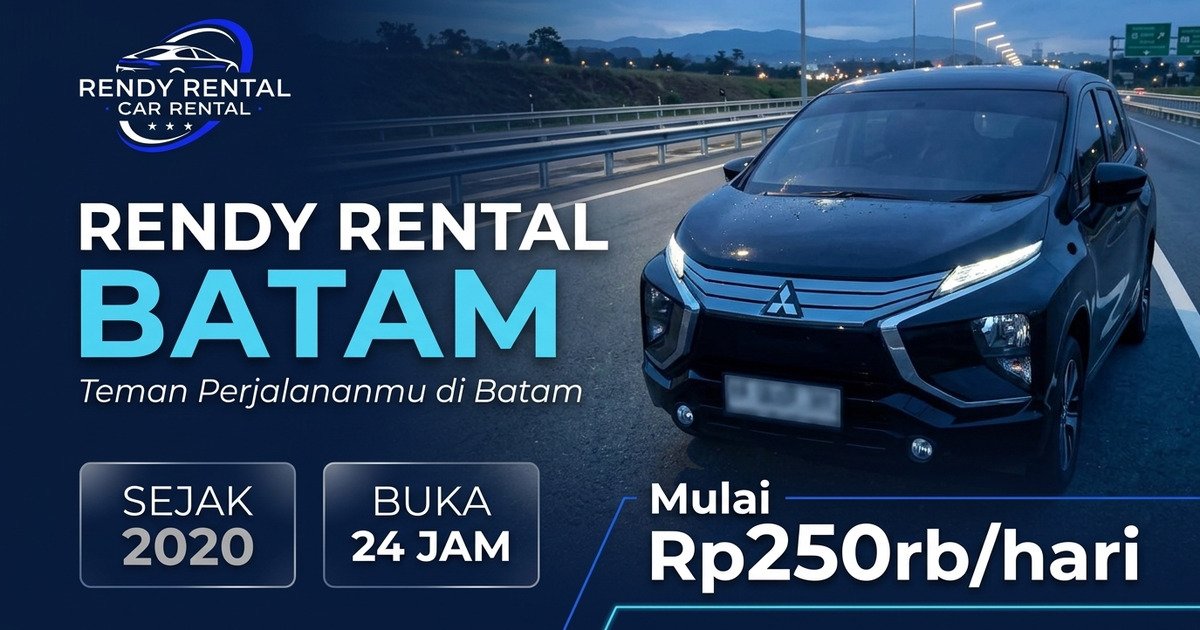 RENDY RENTAL
CAR RENTAL
RENDY RENTAL
BATAM
Teman Perjalananmu di Batam
SEJAK
2020
BUKA
24 JAM
Mulai
Rp250rb/hari